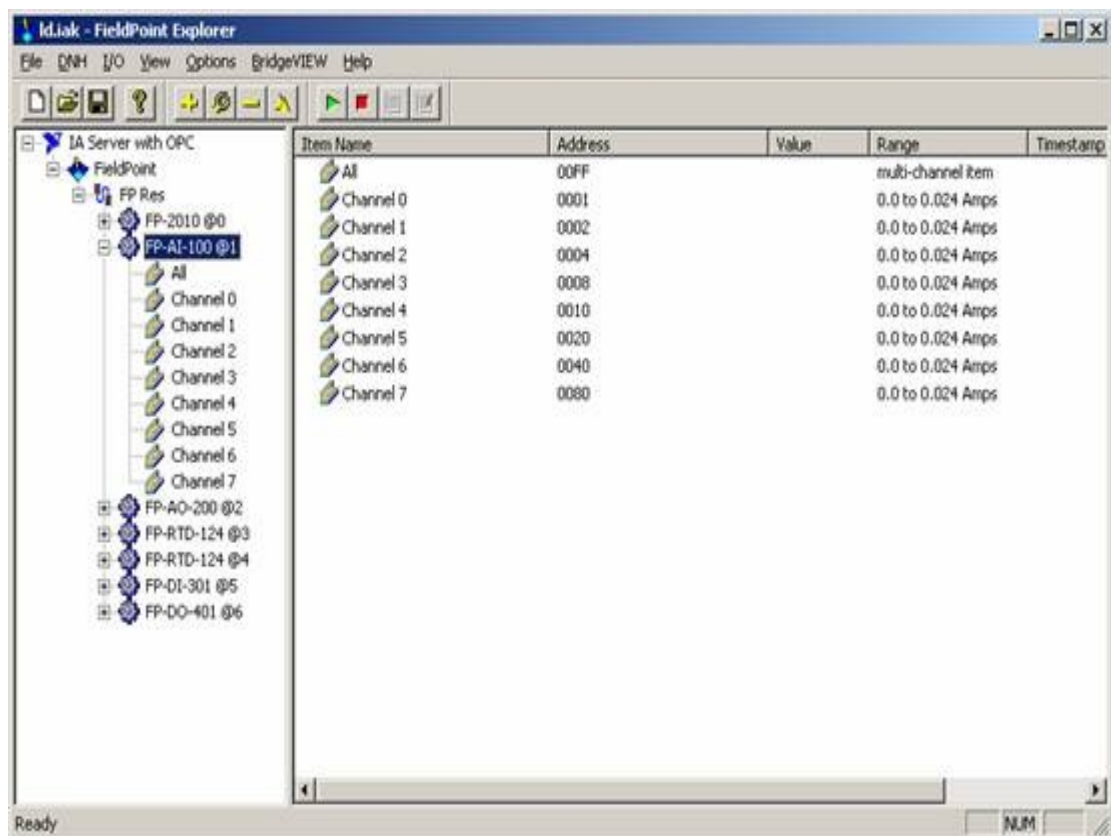 ld.iak - FieldPoint Explorer
File DNH I/O View Options BridgeVIEW Help
IA Server with OPC
FieldPoint
FP Res
FP-2010 @0
FP-AI-100 @1
All
Channel 0
Channel 1
Channel 2
Channel 3
Channel 4
Channel 5
Channel 6
Channel 7
FP-AO-200 @2
FP-RTD-124 @3
FP-RTD-124 @4
FP-DI-301 @5
FP-DO-401 @6
Item Name Address Value Range Timestamp
All 00FF multi-channel item
Channel 0 0001 0.0 to 0.024 Amps
Channel 1 0002 0.0 to 0.024 Amps
Channel 2 0004 0.0 to 0.024 Amps
Channel 3 0008 0.0 to 0.024 Amps
Channel 4 0010 0.0 to 0.024 Amps
Channel 5 0020 0.0 to 0.024 Amps
Channel 6 0040 0.0 to 0.024 Amps
Channel 7 0080 0.0 to 0.024 Amps
Ready NUM